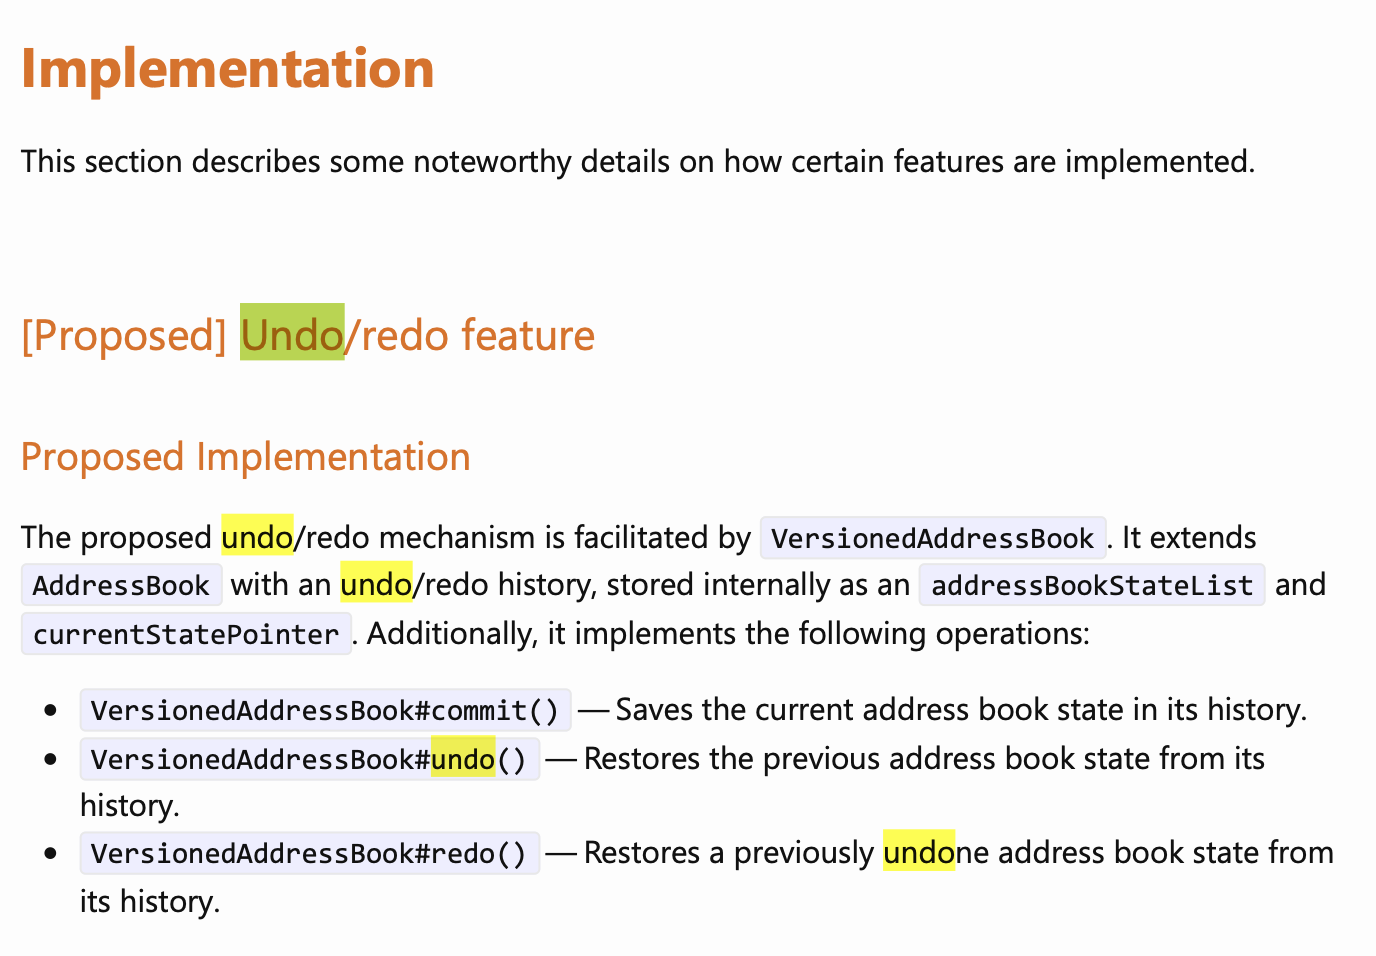 Implementation
This section describes some noteworthy details on how certain features are implemented.
[Proposed] Undo/redo feature
Proposed Implementation
The proposed undo/redo mechanism is facilitated by VersionedAddressBook. It extends
AddressBook with an undo/redo history, stored internally as an addressBookStateList and
currentStatePointer. Additionally, it implements the following operations:
• VersionedAddressBook#commit() — Saves the current address book state in its history.
• VersionedAddressBook#undo() — Restores the previous address book state from its
history.
• VersionedAddressBook#redo() — Restores a previously undone address book state from
its history.